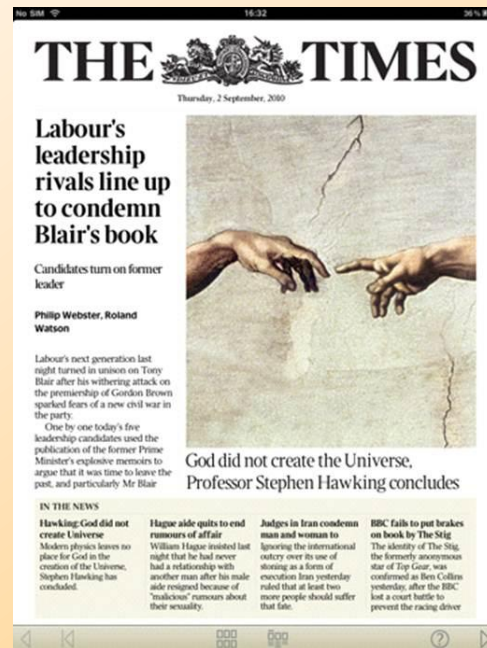 No SIM 16:32 36%
THE TIMES
Thursday, 2 September, 2010
Labour's
leadership
rivals line up
to condemn
Blair's book
Candidates turn on former
leader
Philip Webster, Roland
Watson
Labour's next generation last
night turned in unison on Tony
Blair after his withering attack on
the premiership of Gordon Brown
sparked fears of a new civil war in
the party.
One by one today's five
leadership candidates used the
publication of the former Prime
Minister's explosive memoirs to
argue that it was time to leave the
past, and particularly Mr Blair
God did not create the Universe,
Professor Stephen Hawking concludes
IN THE NEWS
Hawking: God did not
create Universe
Modern physics leaves no
place for God in the
creation of the Universe,
Stephen Hawking has
concluded.
Hague aide quits to end
rumours of affair
William Hague insisted last
night that he had never
had a relationship with
another man after his male
aide resigned because of
"malicious" rumours about
their sexuality.
Judges in Iran condemn
man and woman to
Ignoring the international
outcry over its use of
stoning as a form of
execution Iran yesterday
ruled that at least two
more people should suffer
that fate.
BBC fails to put brakes
on book by The Stig
The identity of The Stig,
the formerly anonymous
star of Top Gear, was
confirmed as Ben Collins
yesterday, after the BBC
lost a court battle to
prevent the racing driver
?